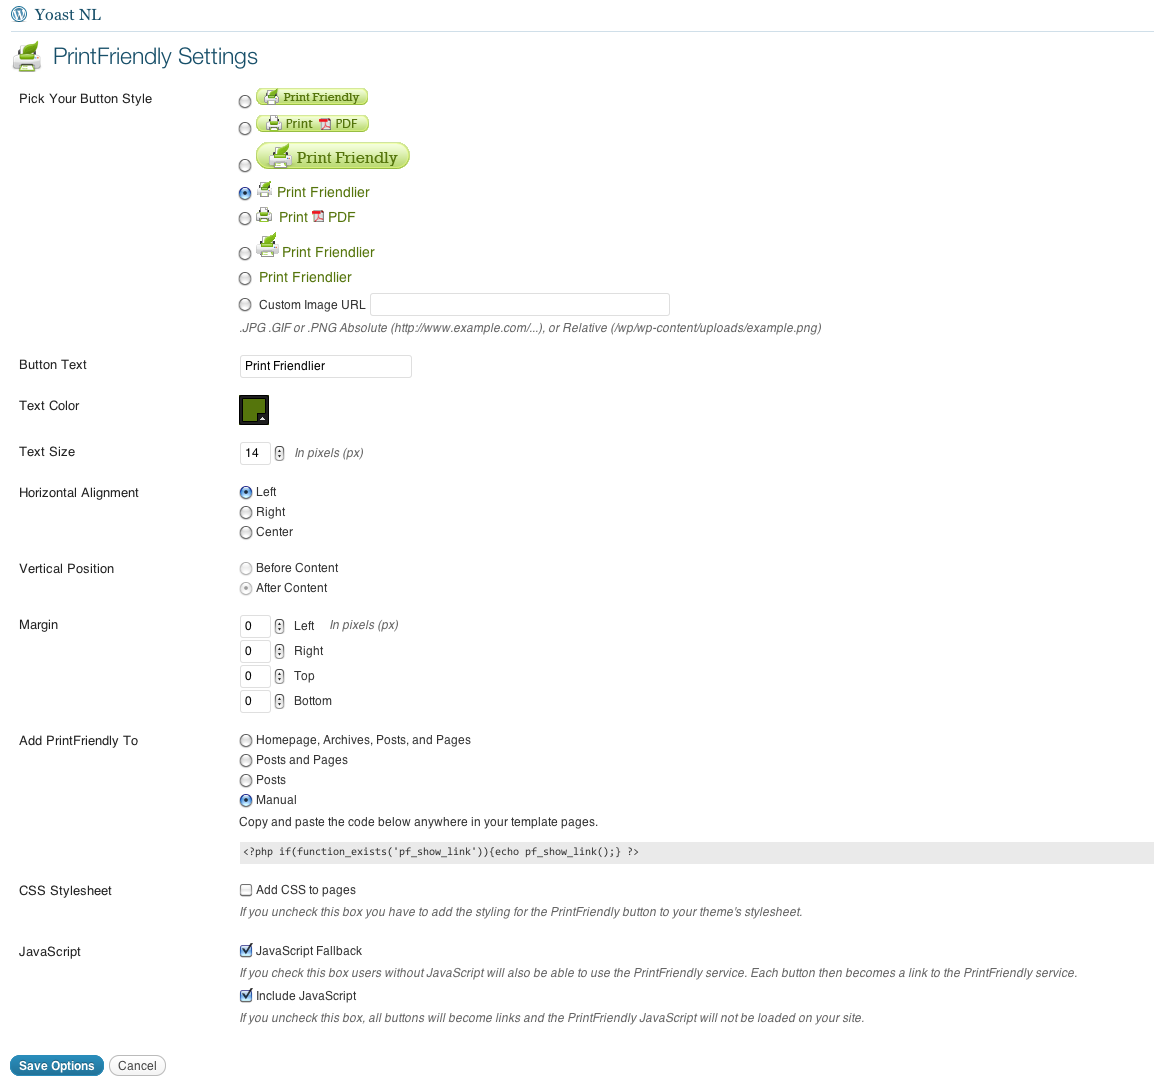 Yoast NL
PrintFriendly Settings
Pick Your Button Style
Print Friendly
Print PDF
Print Friendly
Print Friendlier
Print PDF
Print Friendlier
Print Friendlier
Custom Image URL
.JPG .GIF or .PNG Absolute (http://www.example.com/...), or Relative (/wp/wp-content/uploads/example.png)
Button Text Print Friendlier
Text Color
Text Size 14 In pixels (px)
Horizontal Alignment Left
Right
Center
Vertical Position Before Content
After Content
Margin 0 Left In pixels (px)
0 Right
0 Top
0 Bottom
Add PrintFriendly To Homepage, Archives, Posts, and Pages
Posts and Pages
Posts
Manual
Copy and paste the code below anywhere in your template pages.
<?php if(function_exists('pf_show_link')){echo pf_show_link();} ?>
CSS Stylesheet Add CSS to pages
If you uncheck this box you have to add the styling for the PrintFriendly button to your theme's stylesheet.
JavaScript JavaScript Fallback
If you check this box users without JavaScript will also be able to use the PrintFriendly service. Each button then becomes a link to the PrintFriendly service.
Include JavaScript
If you uncheck this box, all buttons will become links and the PrintFriendly JavaScript will not be loaded on your site.
Save Options Cancel